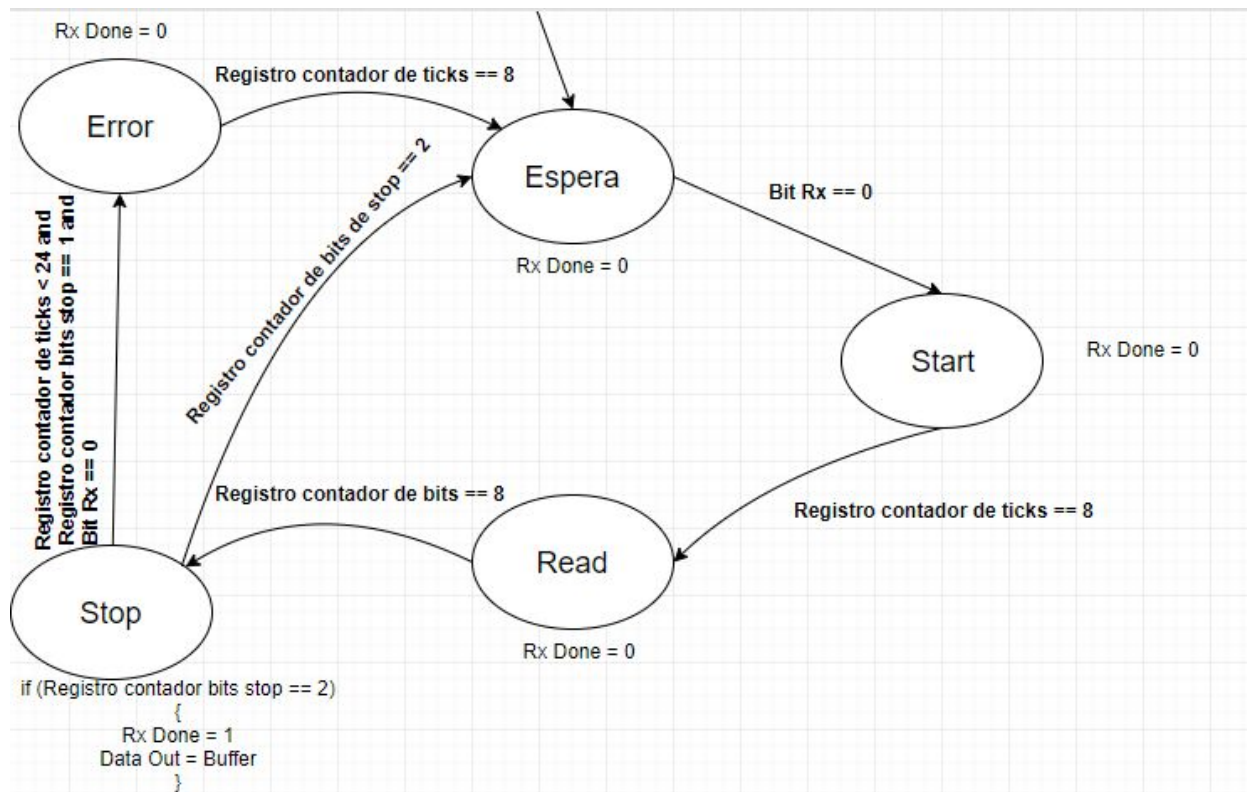 Rx Done = 0
Error
Registro contador de ticks == 8
Espera
Rx Done = 0
Bit Rx == 0
Start
Rx Done = 0
Registro contador de ticks == 8
Read
Rx Done = 0
Registro contador de bits == 8
Registro contador de bits de stop == 2
Registro contador de ticks < 24 and
Registro contador bits stop == 1 and
Bit Rx == 0
Stop
if (Registro contador bits stop == 2)
{
Rx Done = 1
Data Out = Buffer
}